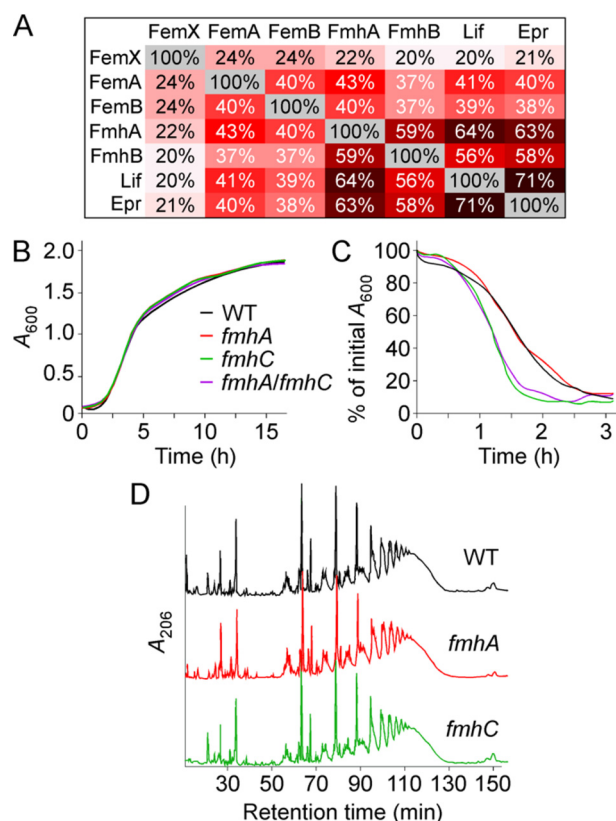 A
FemX FemA FemB FmhA FmhB Lif Epr
FemX 100% 24% 24% 22% 20% 20% 21%
FemA 24% 100% 40% 43% 37% 41% 40%
FemB 24% 40% 100% 40% 37% 39% 38%
FmhA 22% 43% 40% 100% 59% 64% 63%
FmhB 20% 37% 37% 59% 100% 56% 58%
Lif 20% 41% 39% 64% 56% 100% 71%
Epr 21% 40% 38% 63% 58% 71% 100%
B
A600
2.0
1.5
1.0
0.5
0
WT
fmhA
fmhC
fmhA/fmhC
0 5 10 15
Time (h)
C
% of initial A600
100
80
60
40
20
0
0 1 2 3
Time (h)
D
A206
WT
fmhA
fmhC
30 50 70 90 110 130 150
Retention time (min)